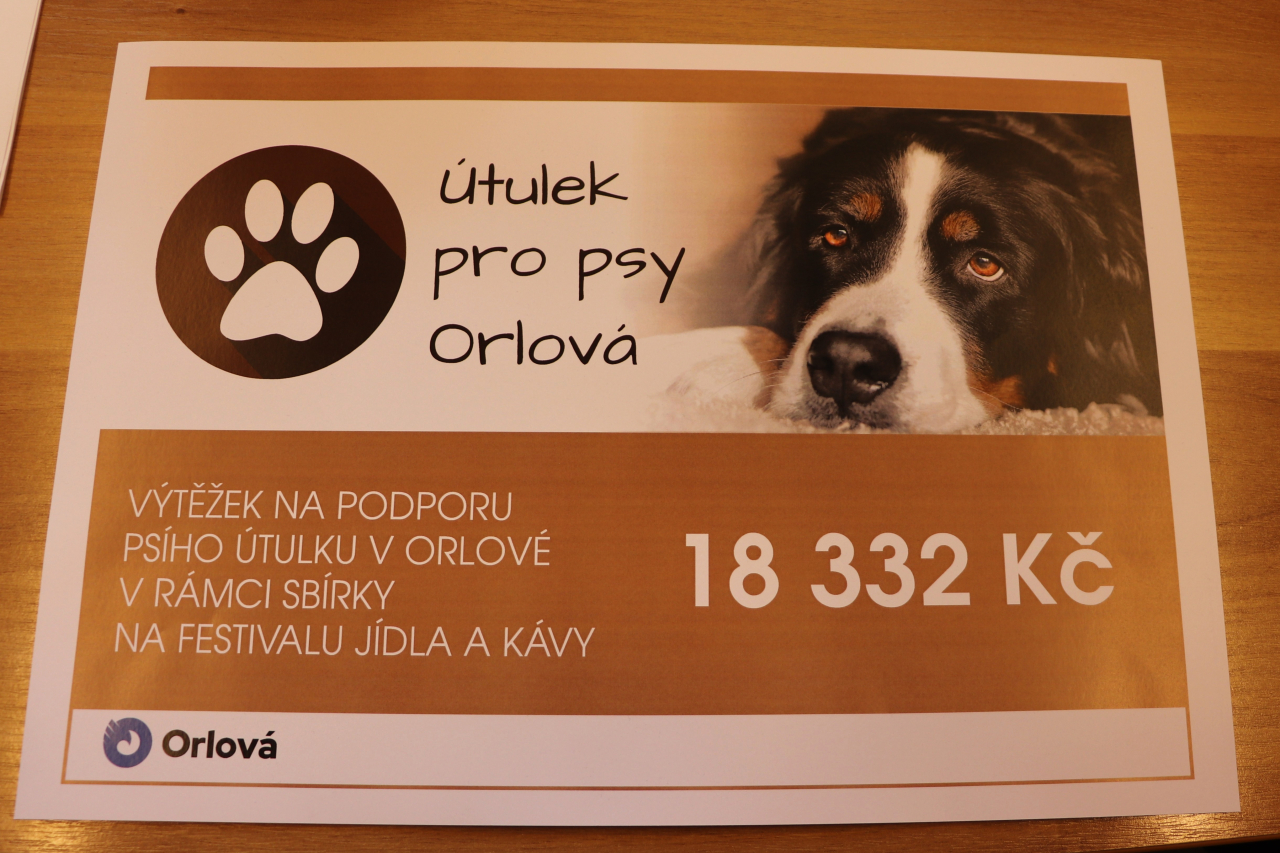 Útulek
pro psy
Orlová
VÝTĚŽEK NA PODPORU
PSÍHO ÚTULKU V ORLOVÉ
V RÁMCI SBÍRKY
NA FESTIVALU JÍDLA A KÁVY
18 332 Kč
Orlová